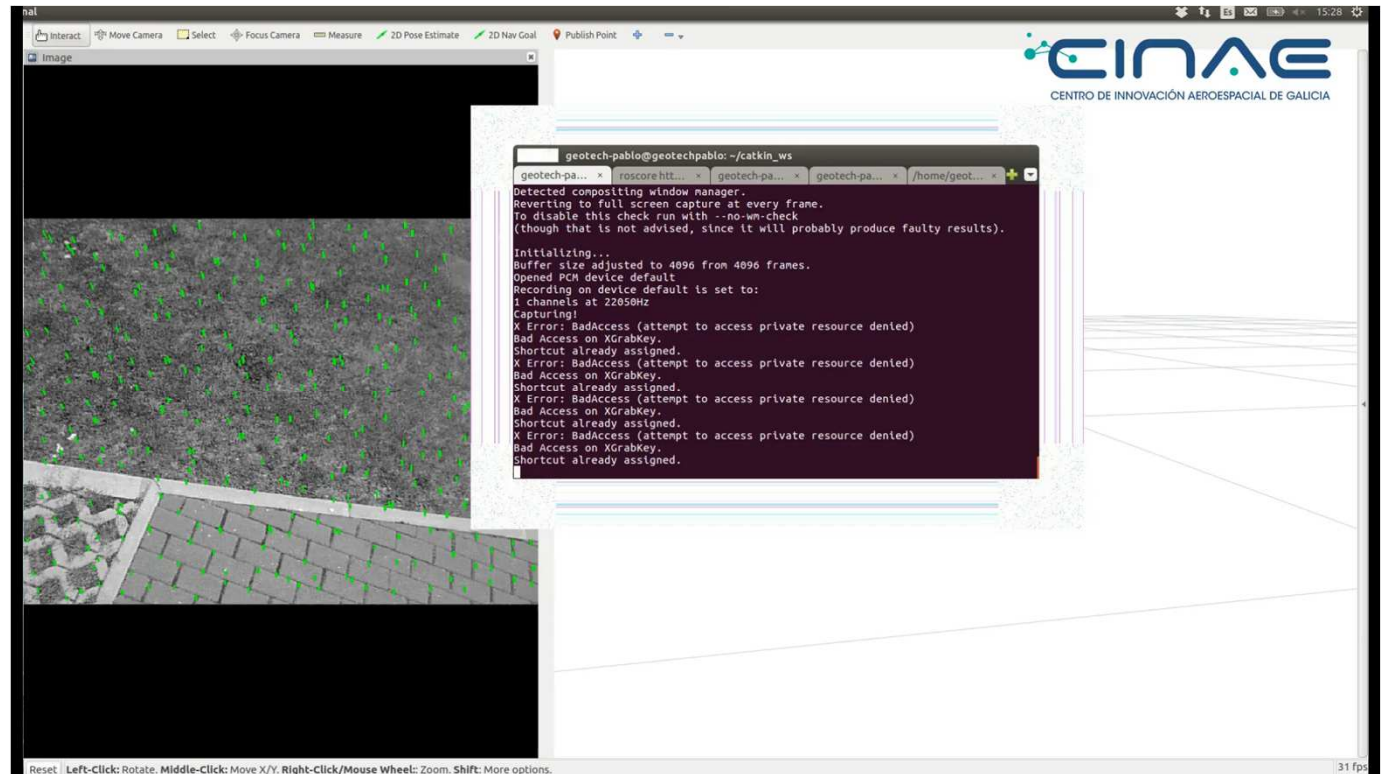 nal
Es 15:28
Interact Move Camera Select Focus Camera Measure 2D Pose Estimate 2D Nav Goal Publish Point
Image
CINAE
CENTRO DE INNOVACIÓN AEROESPACIAL DE GALICIA
geotech-pablo@geotechpablo: ~/catkin_ws
geotech-pa... × roscore htt... × geotech-pa... × geotech-pa... × /home/geot... ×
Detected compositing window manager.
Reverting to full screen capture at every frame.
To disable this check run with --no-wm-check
(though that is not advised, since it will probably produce faulty results).
Initializing...
Buffer size adjusted to 4096 from 4096 frames.
Opened PCM device default
Recording on device default is set to:
1 channels at 22050Hz
Capturing!
X Error: BadAccess (attempt to access private resource denied)
Bad Access on XGrabKey.
Shortcut already assigned.
X Error: BadAccess (attempt to access private resource denied)
Bad Access on XGrabKey.
Shortcut already assigned.
X Error: BadAccess (attempt to access private resource denied)
Bad Access on XGrabKey.
Shortcut already assigned.
X Error: BadAccess (attempt to access private resource denied)
Bad Access on XGrabKey.
Shortcut already assigned.
Reset Left-Click: Rotate. Middle-Click: Move X/Y. Right-Click/Mouse Wheel:: Zoom. Shift: More options. 31 fps